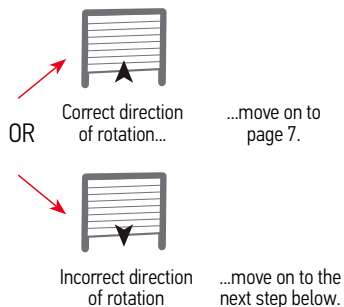 Correct direction
of rotation...
...move on to
page 7.
OR
Incorrect direction
of rotation
...move on to the
next step below.